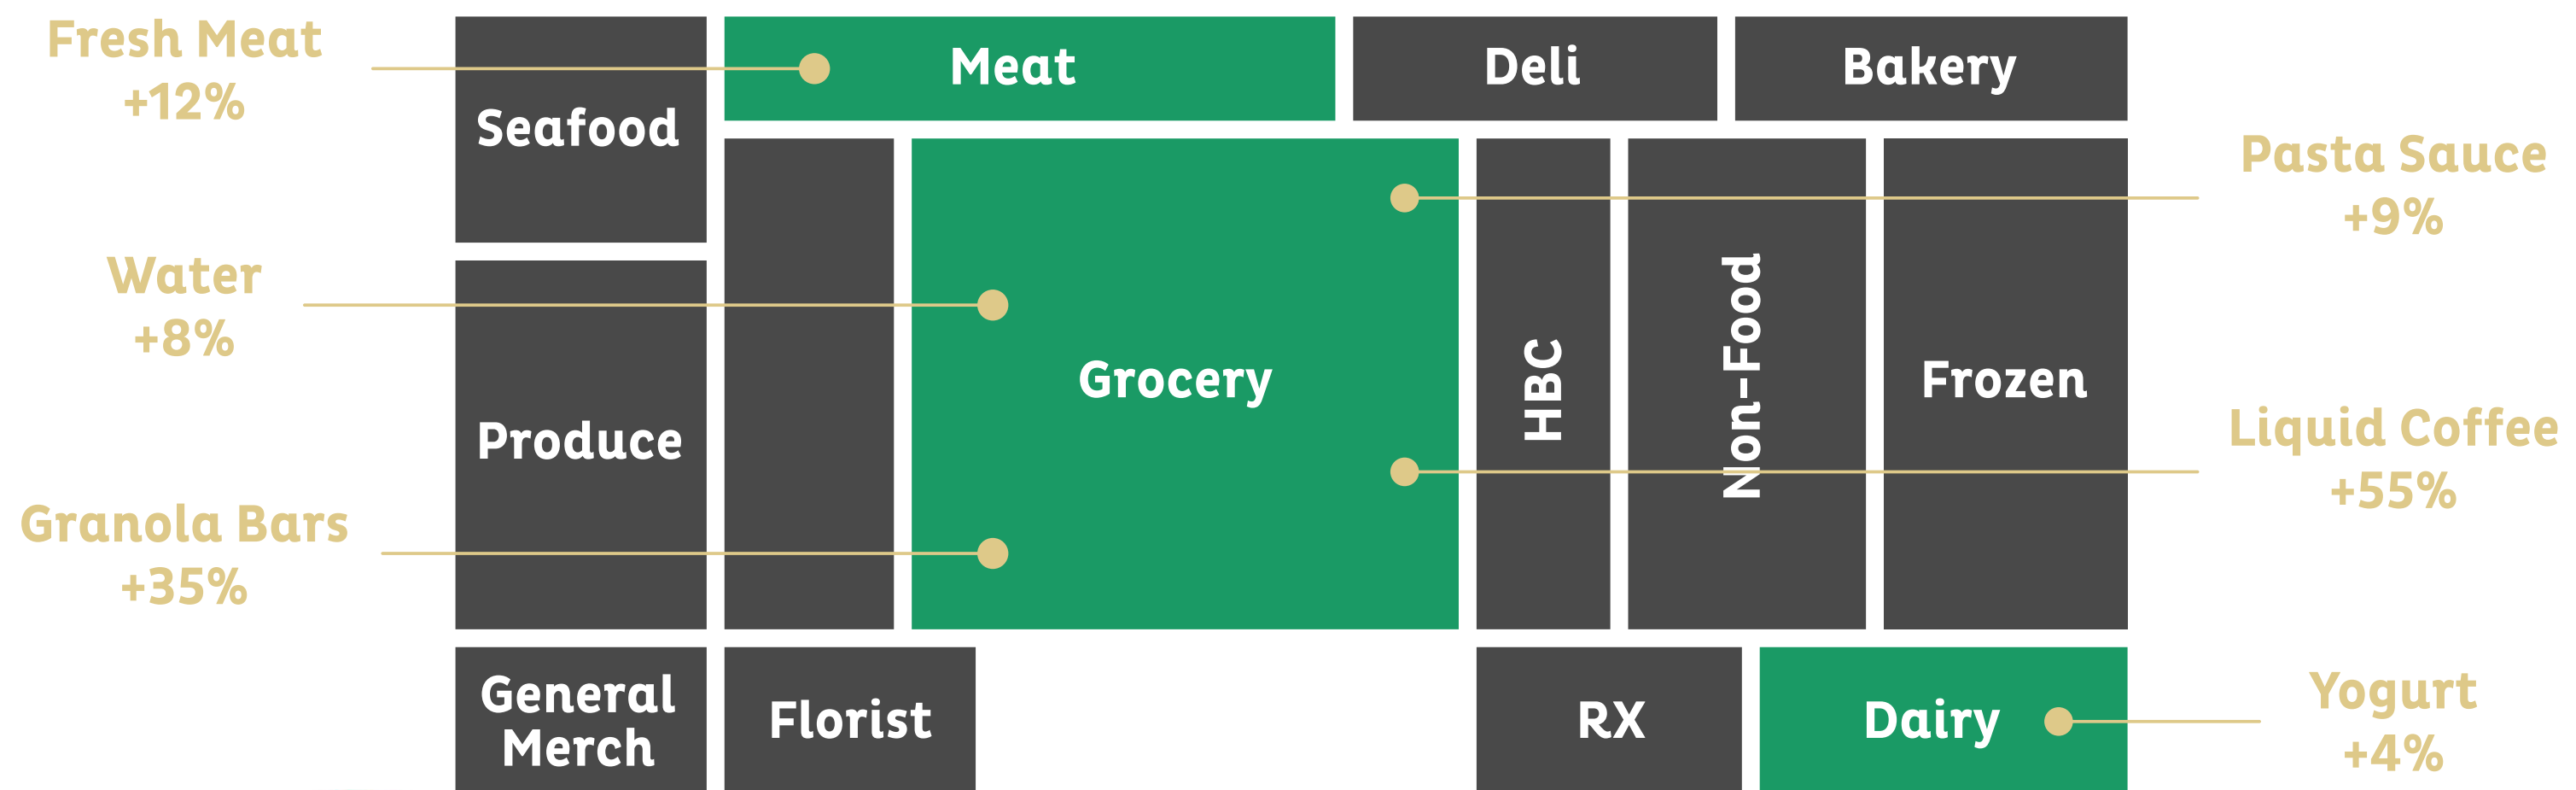 Fresh Meat
+12%
Water
+8%
Granola Bars
+35%
Seafood
Produce
General
Merch
Meat
Deli
Bakery
Grocery
HBC
Non-Food
Frozen
Florist
RX
Dairy
Pasta Sauce
+9%
Liquid Coffee
+55%
Yogurt
+4%